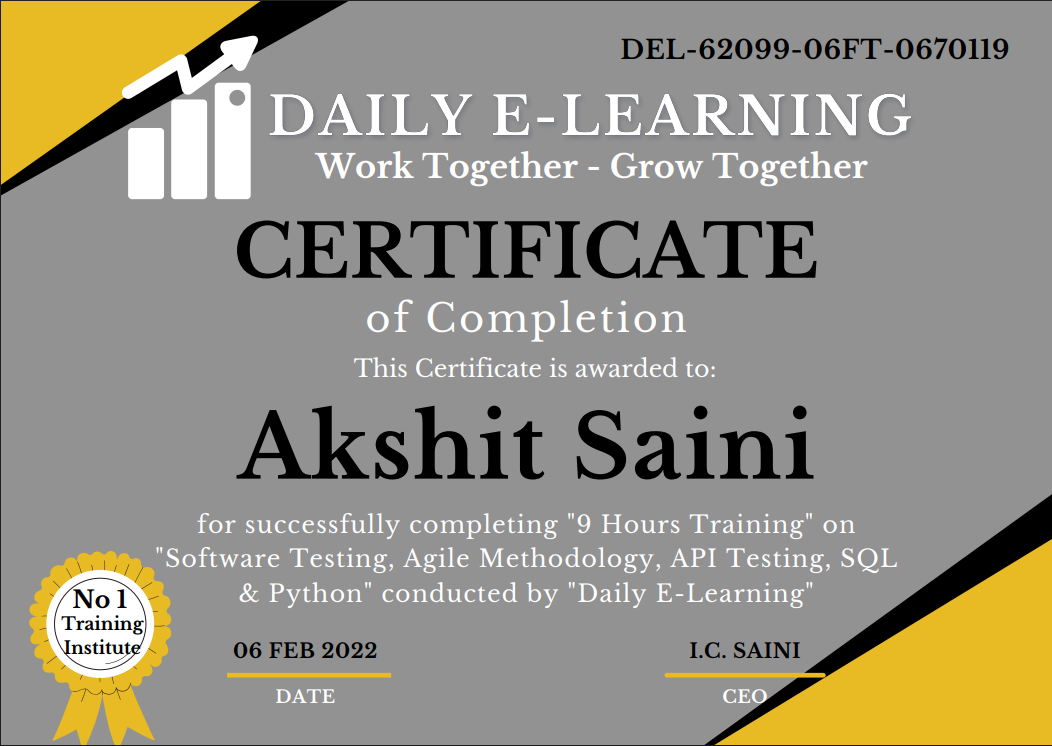 DEL-62099-06FT-0670119
DAILY E-LEARNING
Work Together - Grow Together
CERTIFICATE
of Completion
This Certificate is awarded to:
Akshit Saini
for successfully completing "9 Hours Training" on
"Software Testing, Agile Methodology, API Testing, SQL
& Python" conducted by "Daily E-Learning"
No 1
Training
Institute
06 FEB 2022
DATE
I.C. SAINI
CEO